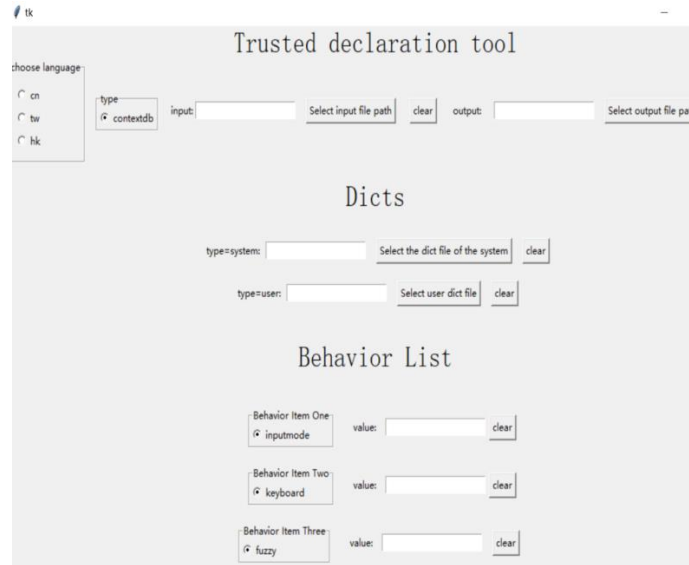 tk
Trusted declaration tool
choose language
cn
tw
hk
type
contextdb
input:
Select input file path
clear
output:
Select output file pa
Dicts
type=system:
Select the dict file of the system
clear
type=user:
Select user dict file
clear
Behavior List
Behavior Item One
inputmode
value:
clear
Behavior Item Two
keyboard
value:
clear
Behavior Item Three
fuzzy
value:
clear